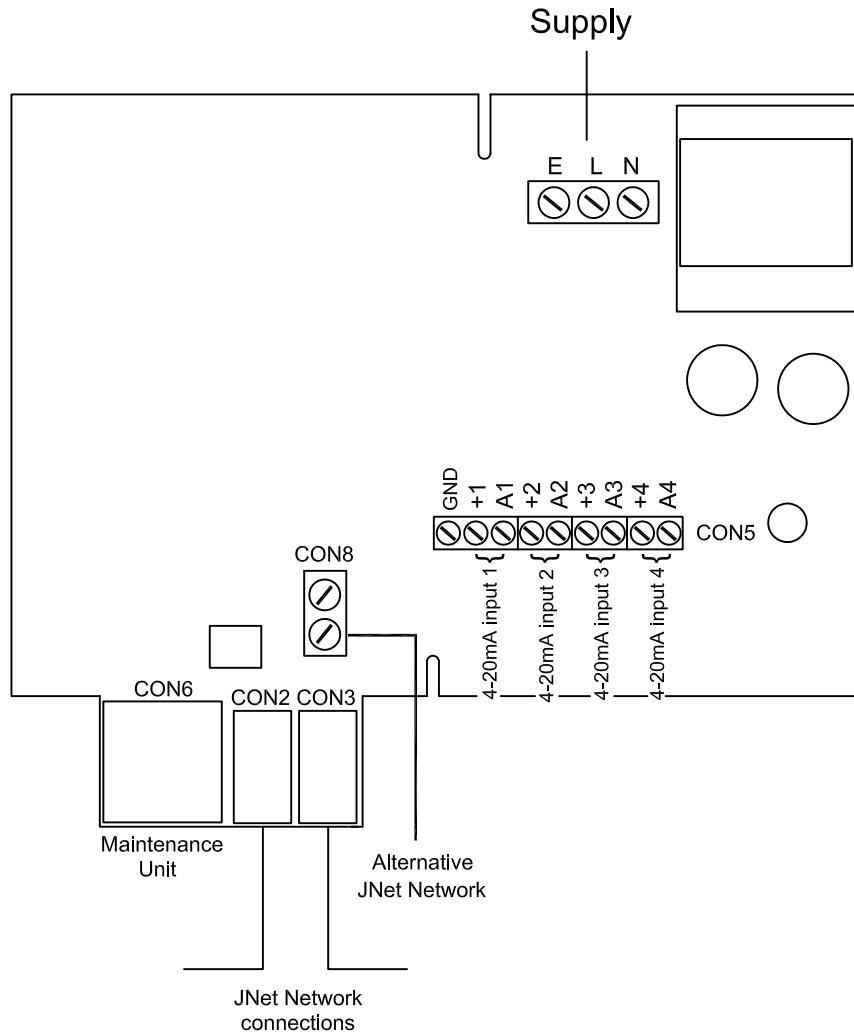 Supply
E L N
GND +1 A1 +2 A2 +3 A3 +4 A4
CON5
4-20mA input 1
4-20mA input 2
4-20mA input 3
4-20mA input 4
CON8
CON6
CON2 CON3
Maintenance
Unit
Alternative
JNet Network
JNet Network
connections